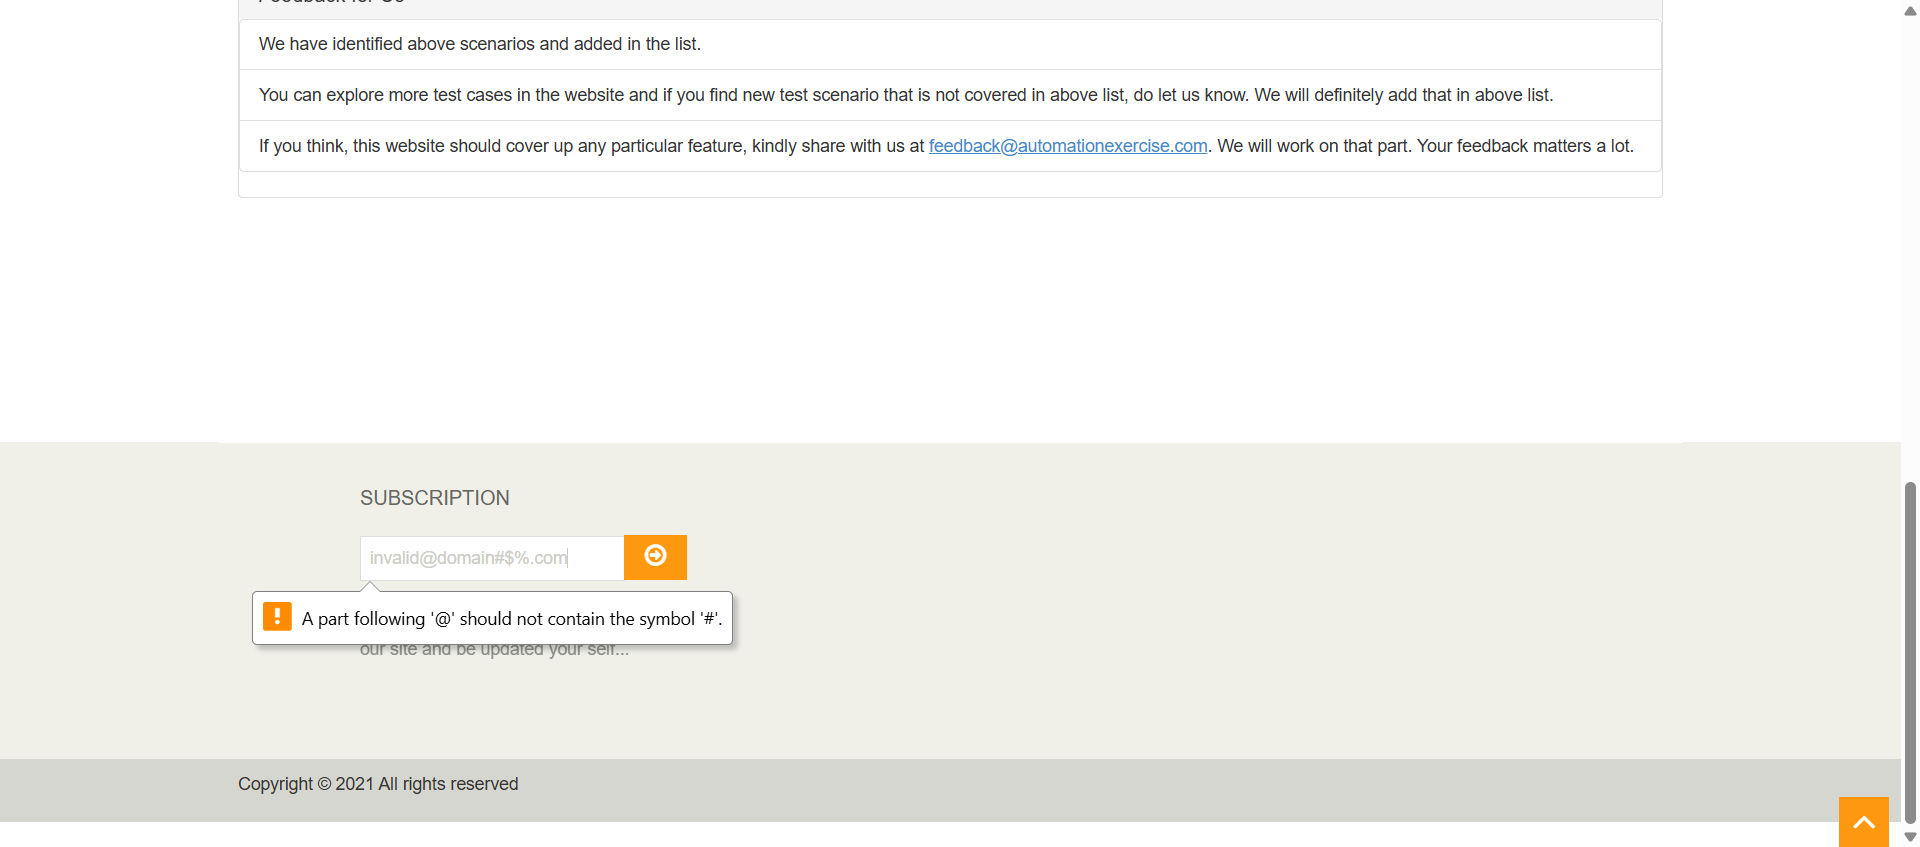 Feedback for Us
We have identified above scenarios and added in the list.
You can explore more test cases in the website and if you find new test scenario that is not covered in above list, do let us know. We will definitely add that in above list.
If you think, this website should cover up any particular feature, kindly share with us at feedback@automationexercise.com. We will work on that part. Your feedback matters a lot.
SUBSCRIPTION
invalid@domain#$%.com
A part following '@' should not contain the symbol '#'.
our site and be updated your self...
Copyright © 2021 All rights reserved